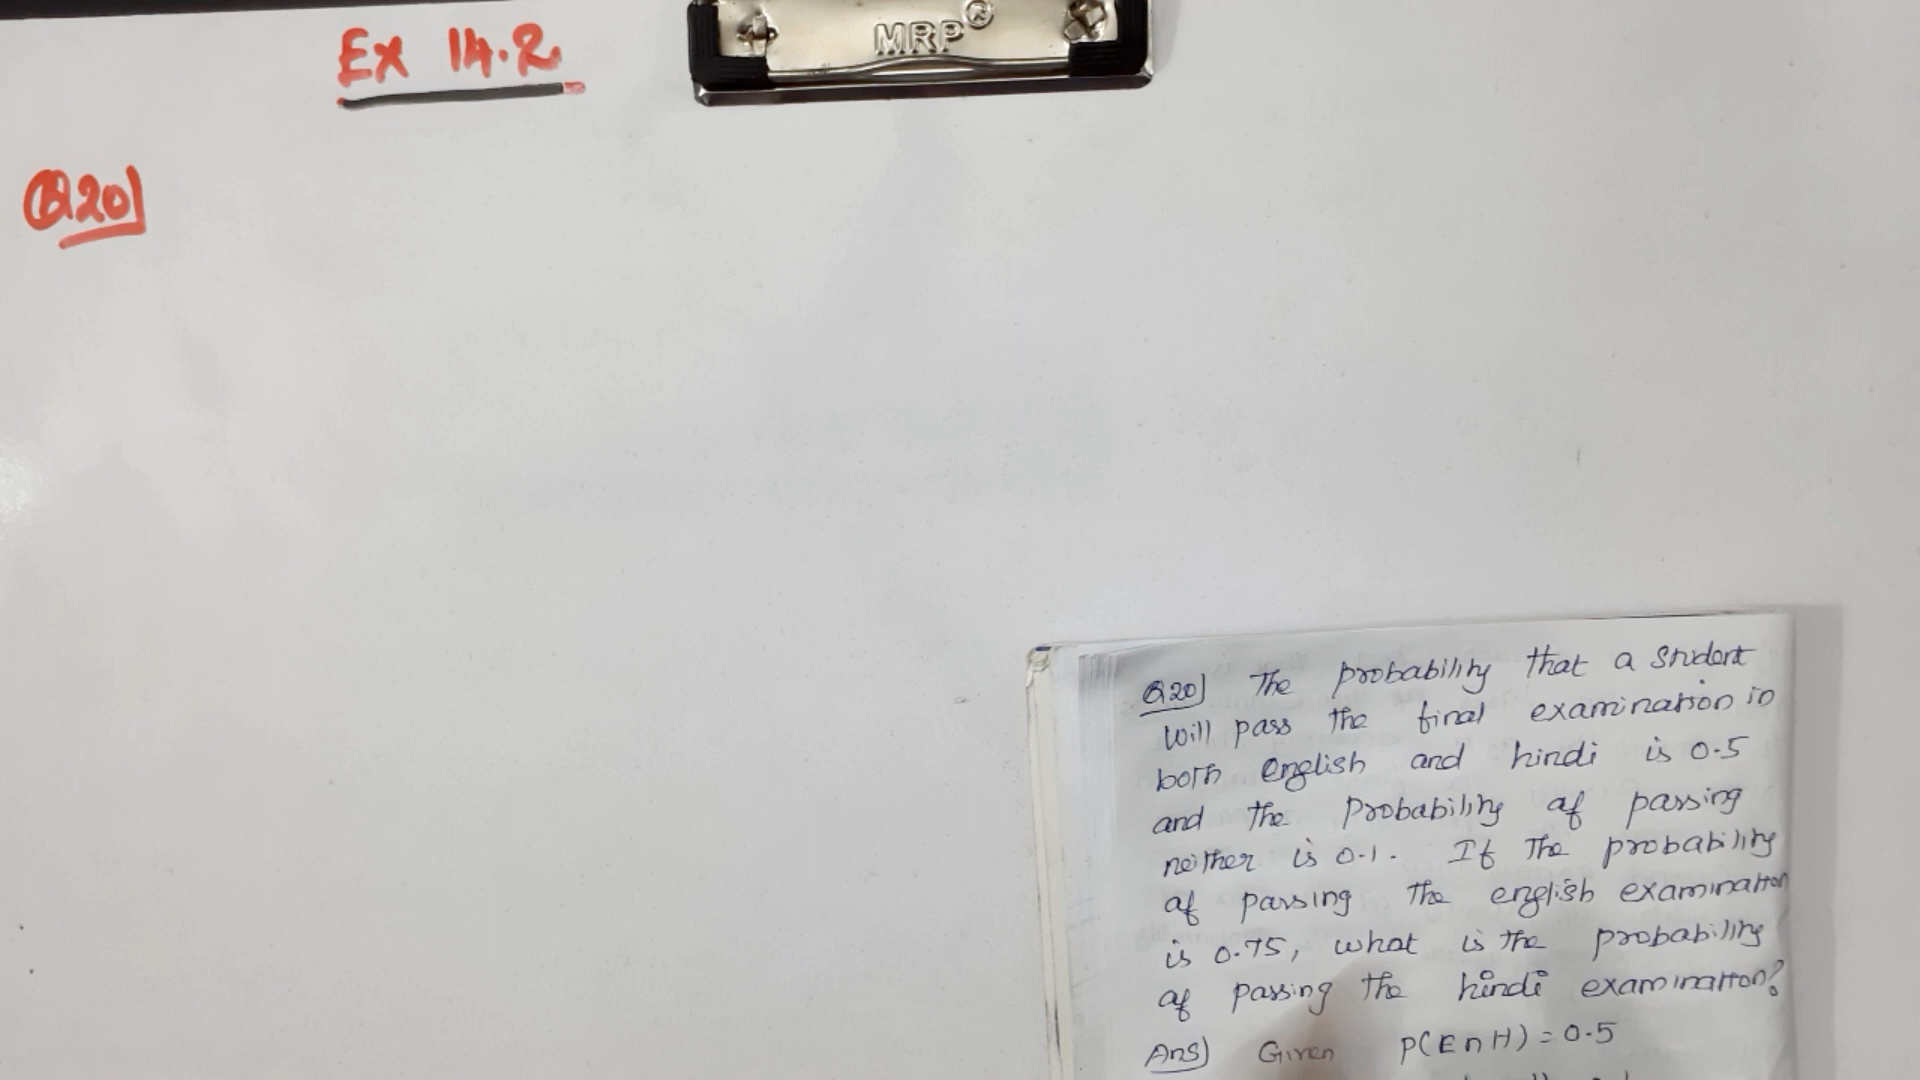 Ex 14.2
MRP®
Q20)
Q20) The probability that a student
will pass the final examination in
both english and hindi is 0.5
and the probability of passing
neither is 0.1. If the probability
of passing the english examination
is 0.75, what is the probability
of passing the hindi examination?
Ans) Given P(E∩H)=0.5